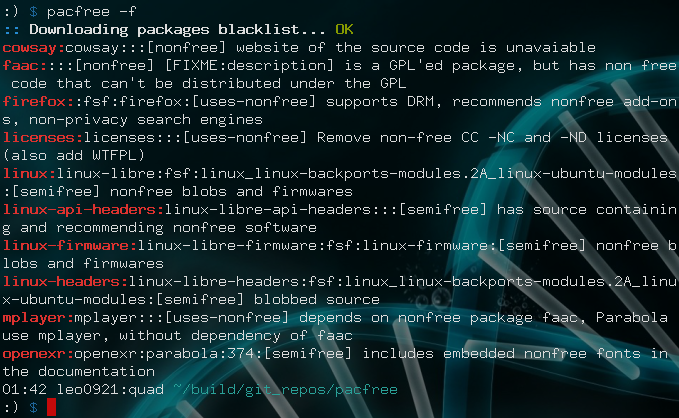 :) $ pacfree -f
:: Downloading packages blacklist... OK
cowsay:cowsay:::[nonfree] website of the source code is unavaiable
faac::::[nonfree] [FIXME:description] is a GPL'ed package, but has non free
 code that can't be distributed under the GPL
firefox::fsf:firefox:[uses-nonfree] supports DRM, recommends nonfree add-on
s, non-privacy search engines
licenses:licenses:::[uses-nonfree] Remove non-free CC -NC and -ND licenses
(also add WTFPL)
linux:linux-libre:fsf:linux_linux-backports-modules.2A_linux-ubuntu-modules
:[semifree] nonfree blobs and firmwares
linux-api-headers:linux-libre-api-headers:::[semifree] has source containin
g and recommending nonfree software
linux-firmware:linux-libre-firmware:fsf:linux-firmware:[semifree] nonfree b
lobs and firmwares
linux-headers:linux-libre-headers:fsf:linux_linux-backports-modules.2A_linu
x-ubuntu-modules:[semifree] blobbed source
mplayer:mplayer:::[uses-nonfree] depends on nonfree package faac, Parabola
use mplayer, without dependency of faac
openexr:openexr:parabola:374:[semifree] includes embedded nonfree fonts in
the documentation
01:42 leo0921:quad ~/build/git_repos/pacfree
:) $